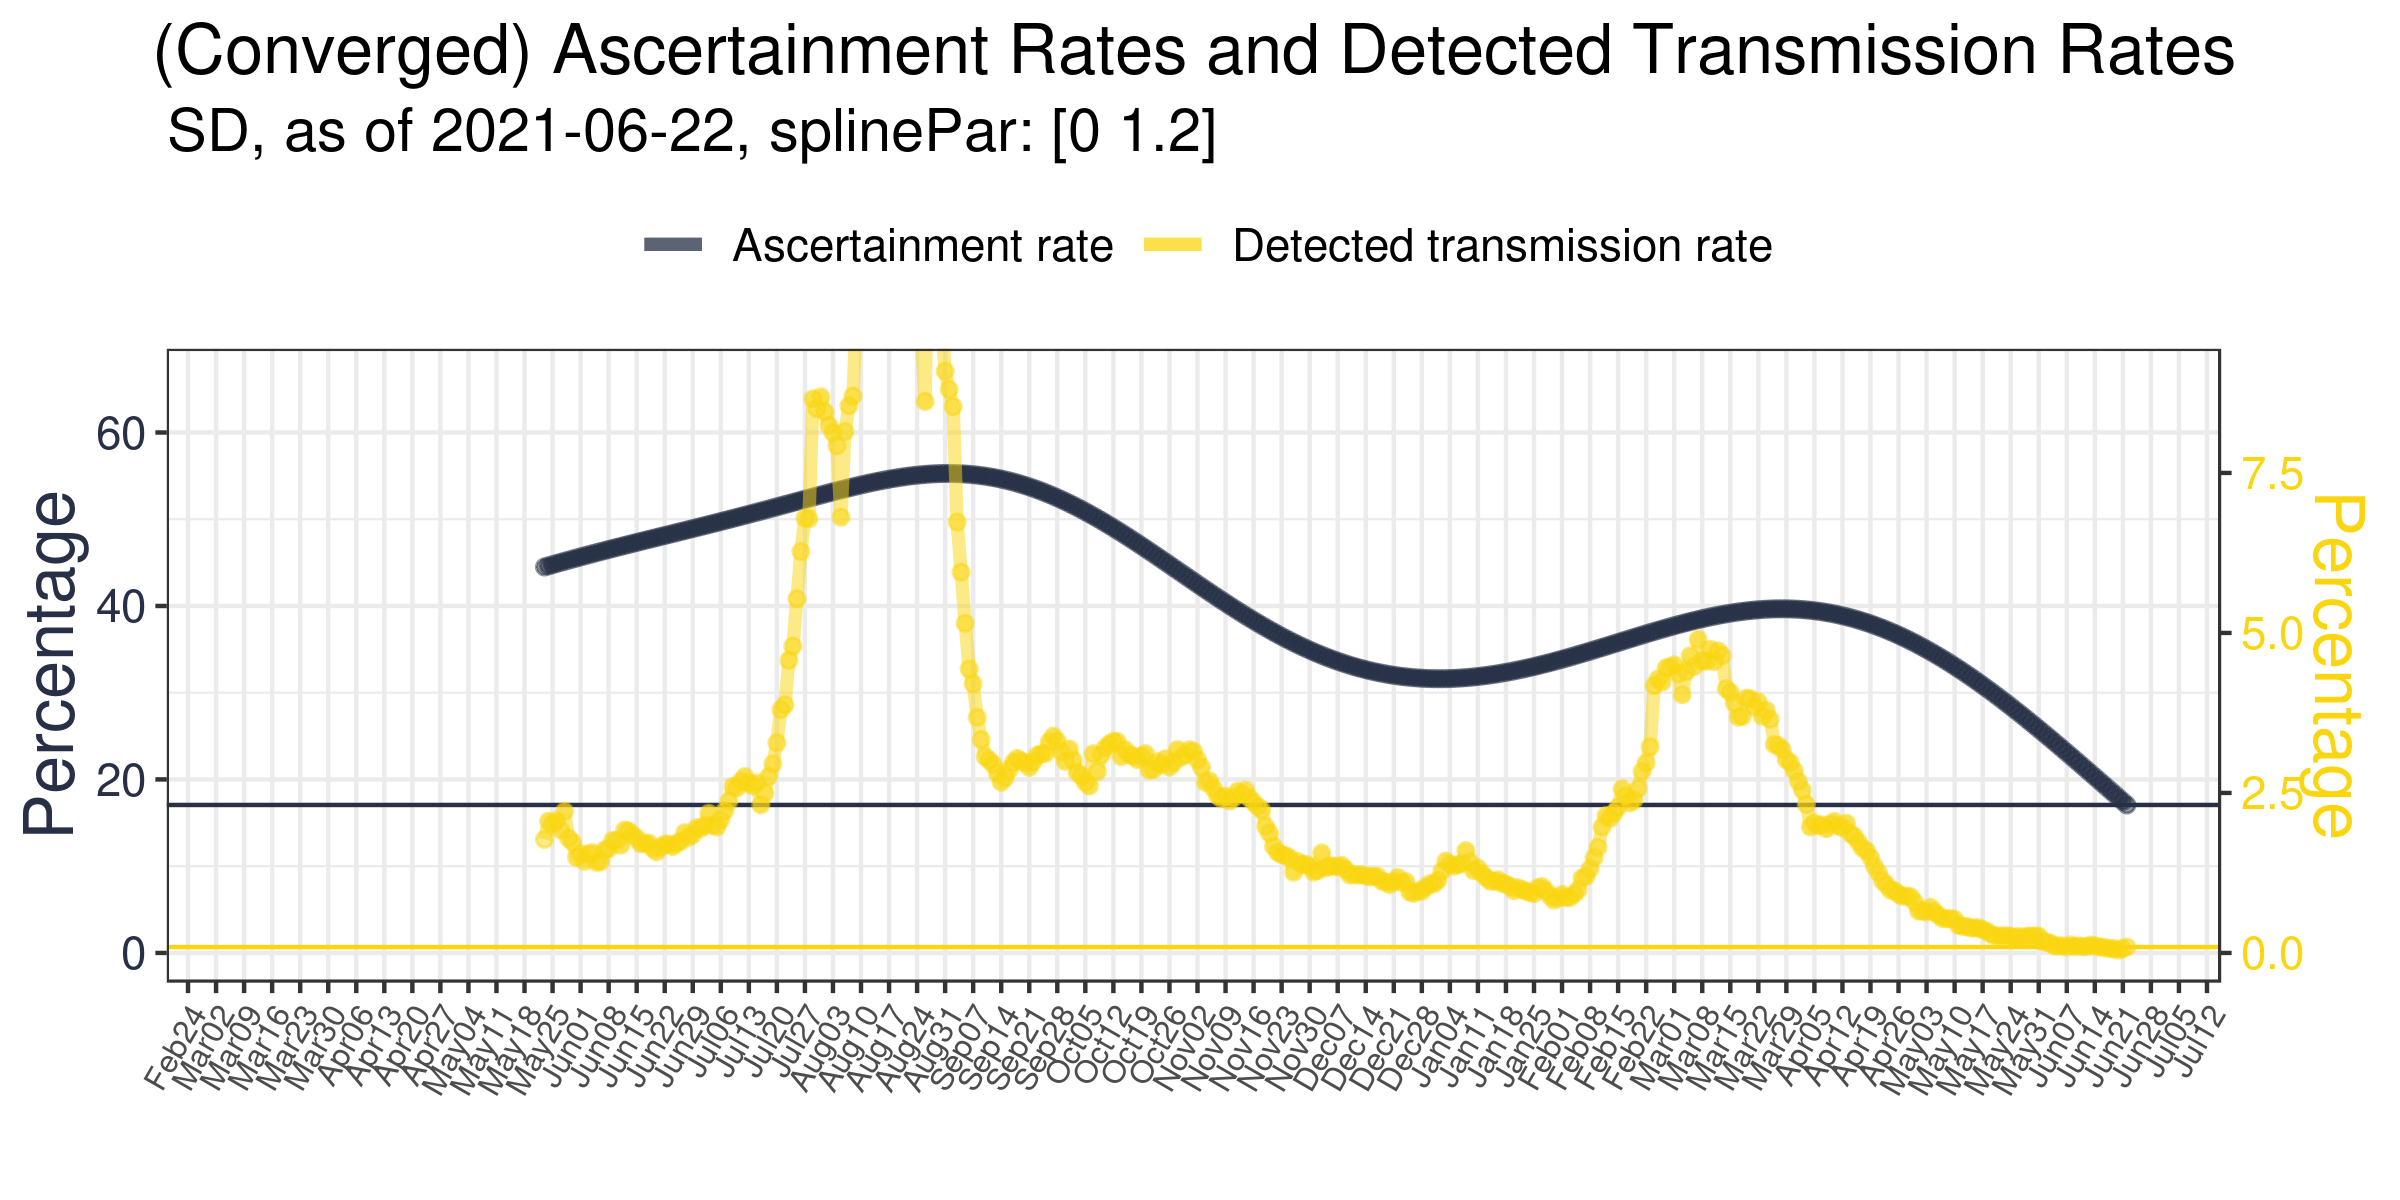 (Converged) Ascertainment Rates and Detected Transmission Rates
SD, as of 2021-06-22, splinePar: [0 1.2]
Ascertainment rate
Detected transmission rate
Percentage
60
40
20
0
7.5
5.0
2.5
0.0
Percentage
Feb24
Mar02
Mar09
Mar16
Mar23
Mar30
Apr06
Apr13
Apr20
Apr27
May04
May11
May18
May25
Jun01
Jun08
Jun15
Jun22
Jun29
Jul06
Jul13
Jul20
Jul27
Aug03
Aug10
Aug17
Aug24
Aug31
Sep07
Sep14
Sep21
Sep28
Oct05
Oct12
Oct19
Oct26
Nov02
Nov09
Nov16
Nov23
Nov30
Dec07
Dec14
Dec21
Dec28
Jan04
Jan11
Jan18
Jan25
Feb01
Feb08
Feb15
Feb22
Mar01
Mar08
Mar15
Mar22
Mar29
Apr05
Apr12
Apr19
Apr26
May03
May10
May17
May24
May31
Jun07
Jun14
Jun21
Jun28
Jul05
Jul12